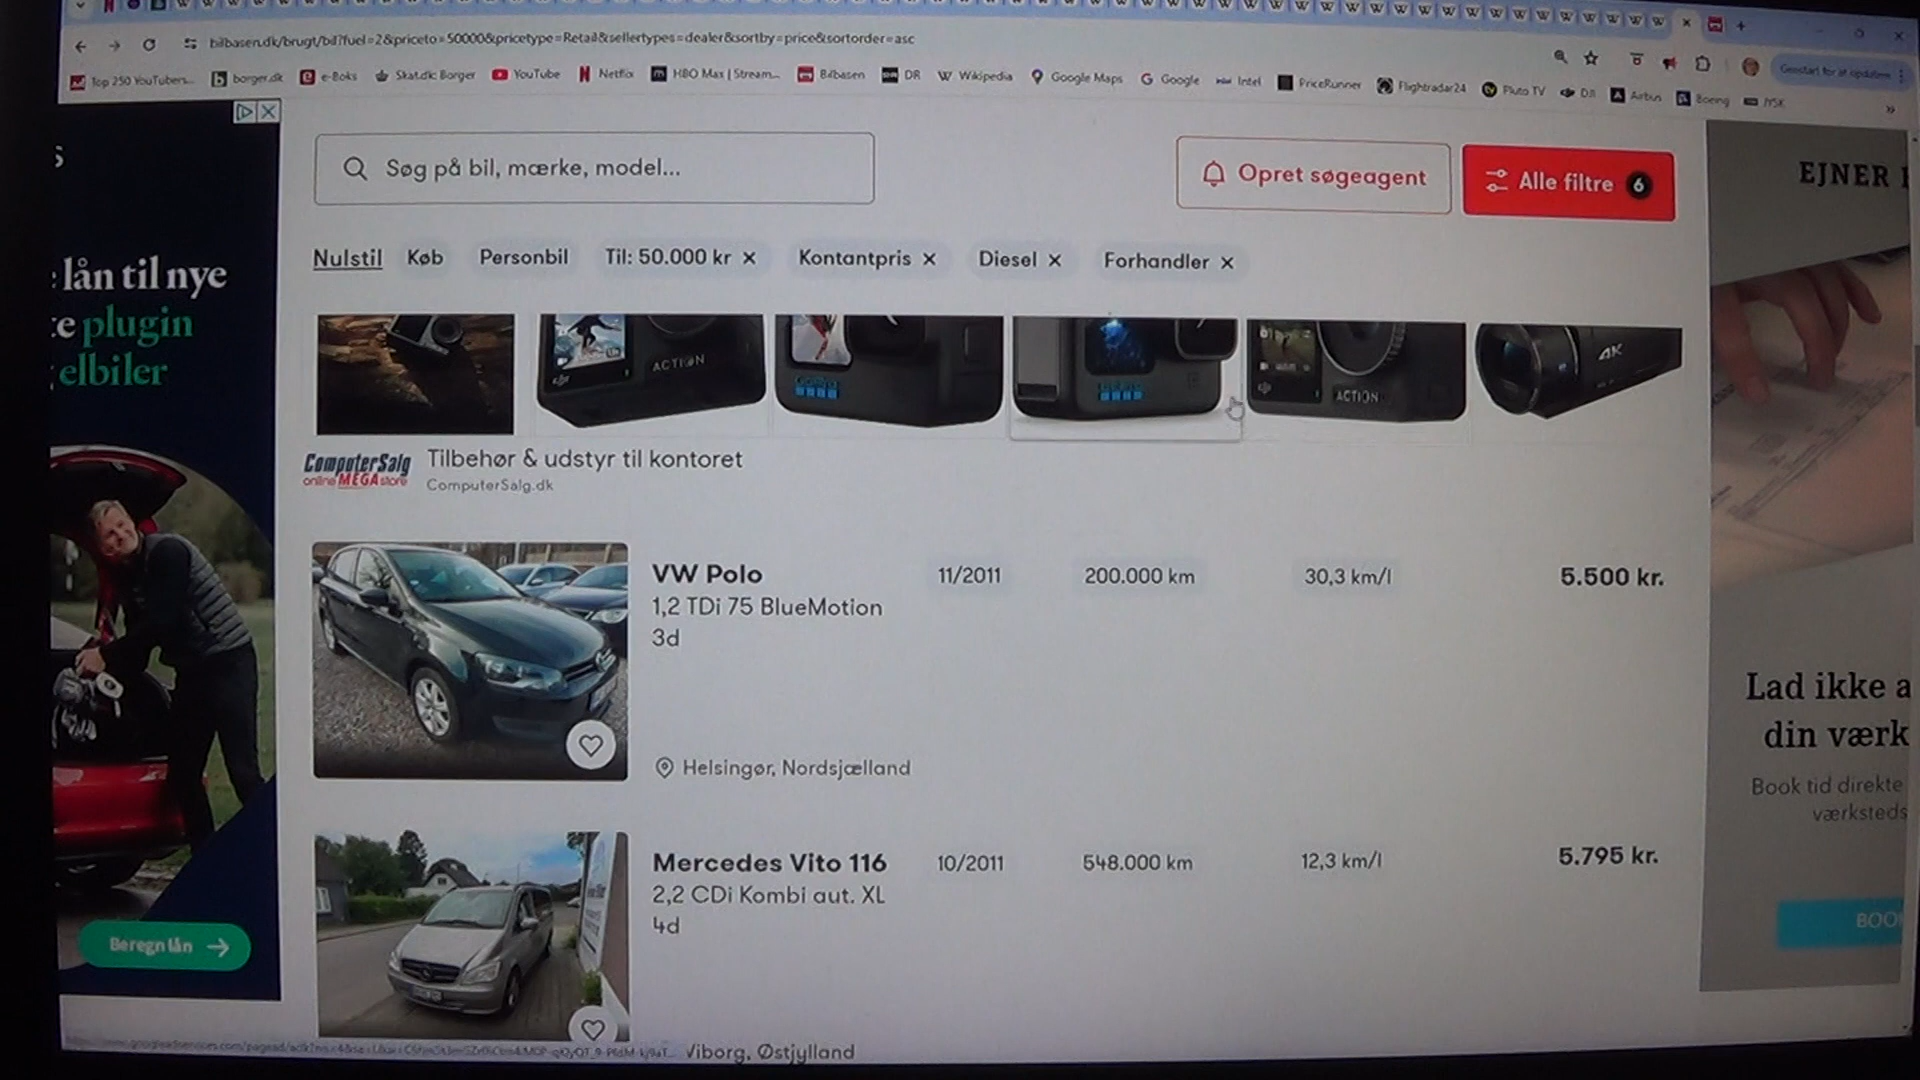 bilbasen.dk/brugt/bil?fuel=2&priceto=50000&pricetype=Retail&sellertypes=dealer&sortby=price&sortorder=asc
Genstart for at opdatere
Top 250 YouTubers... borger.dk e-Boks Skat.dk: Borger YouTube Netflix HBO Max | Stream... Bilbasen DR Wikipedia Google Maps Google Intel PriceRunner Flightradar24 Pluto TV DJI Airbus Boeing JYSK
Søg på bil, mærke, model...
Opret søgeagent
Alle filtre 6
Nulstil Køb Personbil Til: 50.000 kr Kontantpris Diesel Forhandler
ACTION
ACTION
4K
ComputerSalg
online MEGA store
Tilbehør & udstyr til kontoret
ComputerSalg.dk
VW Polo 11/2011 200.000 km 30,3 km/l 5.500 kr.
1,2 TDi 75 BlueMotion
3d
Helsingør, Nordsjælland
Mercedes Vito 116 10/2011 548.000 km 12,3 km/l 5.795 kr.
2,2 CDi Kombi aut. XL
4d
Viborg, Østjylland
lån til nye
plugin
elbiler
Beregn lån
EJNER
Lad ikke a
din værk
Book tid direkte
værksteds
BOO